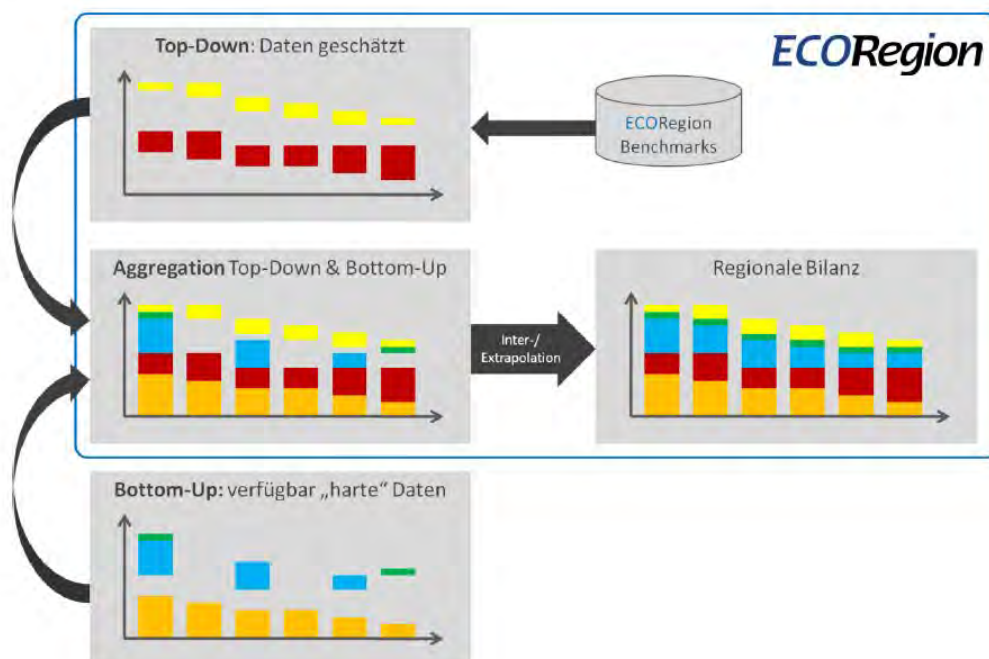 Top-Down: Daten geschätzt
ECORegion
ECORegion
Benchmarks
Aggregation Top-Down & Bottom-Up
Inter-/
Extrapolation
Regionale Bilanz
Bottom-Up: verfügbar „harte“ Daten